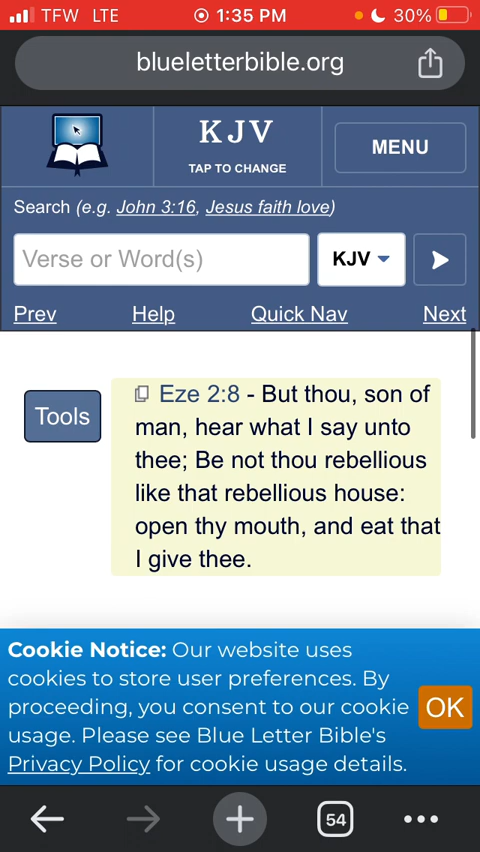 TFW LTE 1:35 PM 30%
blueletterbible.org
KJV
TAP TO CHANGE
MENU
Search (e.g. John 3:16, Jesus faith love)
Verse or Word(s) KJV
Prev Help Quick Nav Next
Tools
Eze 2:8 - But thou, son of
man, hear what I say unto
thee; Be not thou rebellious
like that rebellious house:
open thy mouth, and eat that
I give thee.
Cookie Notice: Our website uses
cookies to store user preferences. By
proceeding, you consent to our cookie
usage. Please see Blue Letter Bible's
Privacy Policy for cookie usage details.
OK
54